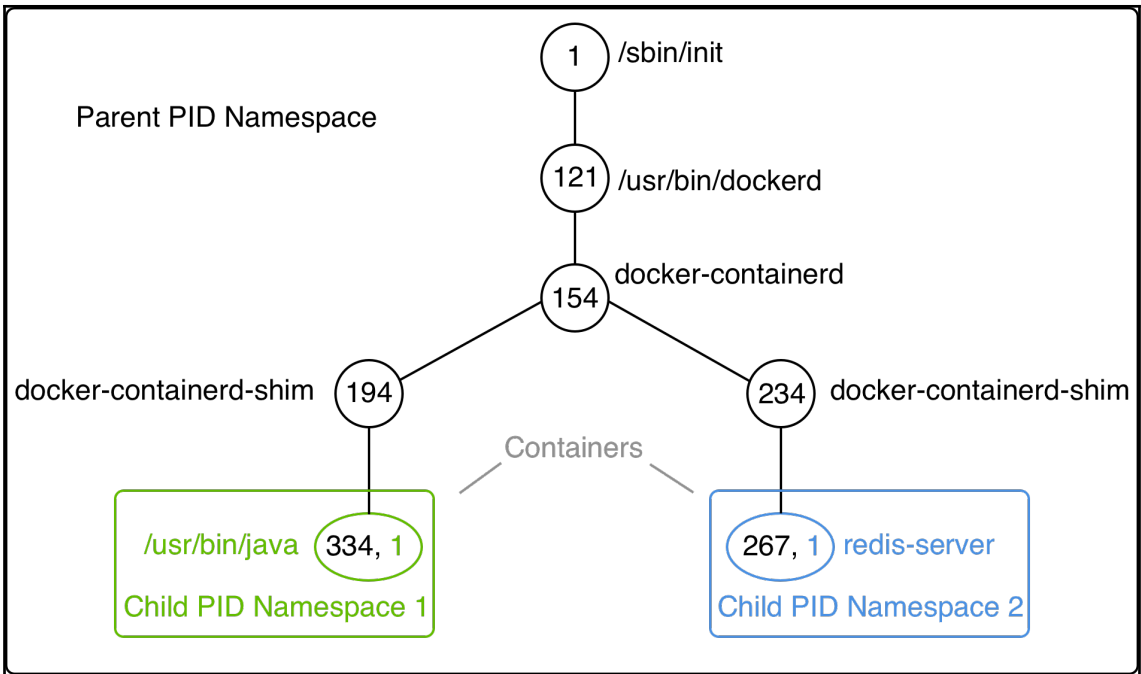 1 /sbin/init
Parent PID Namespace
121 /usr/bin/dockerd
docker-containerd
154
docker-containerd-shim 194
234 docker-containerd-shim
Containers
/usr/bin/java 334, 1
Child PID Namespace 1
267, 1 redis-server
Child PID Namespace 2